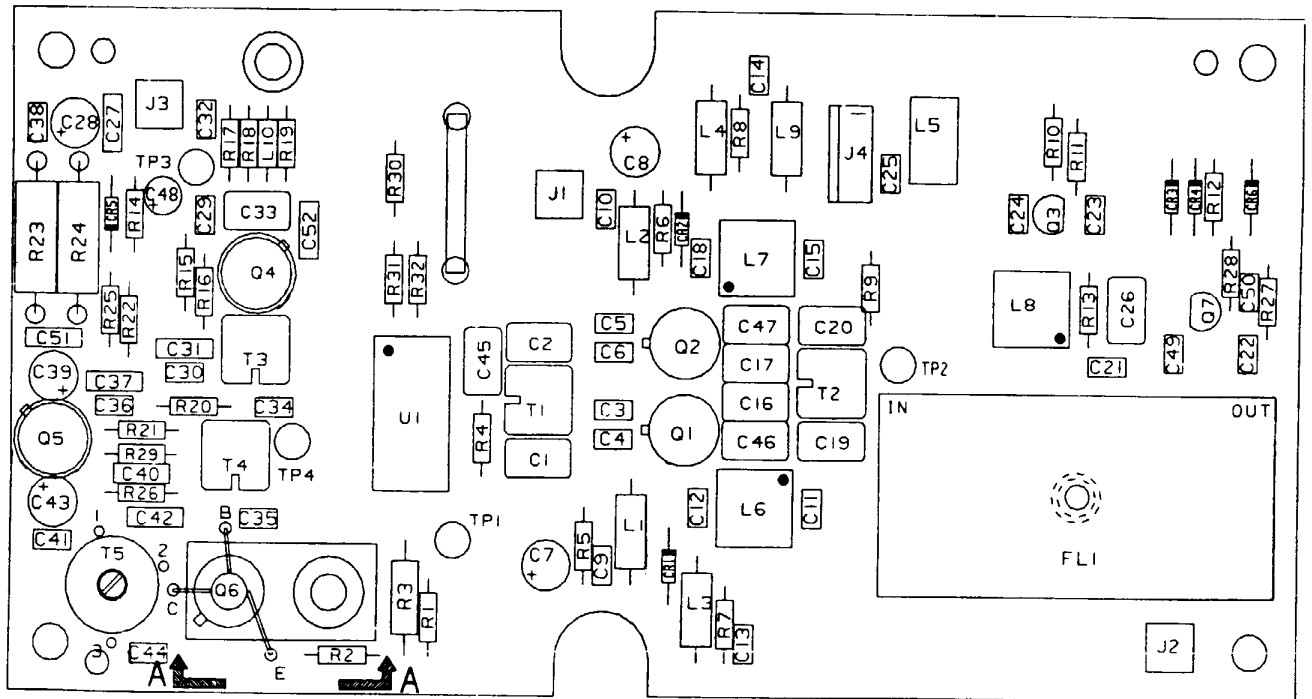 C38
C28
+
C27
J3
C32
R17
R18
L10
R19
TP3
C48
+
CR5
R14
C29
C33
C52
R23
R24
R15
R16
Q4
R25
R22
C51
C31
C30
T3
C39
+
C37
C36
R20
C34
Q5
R21
R29
C40
R26
T4
TP4
C43
+
C42
C35
C41
1
2
3
T5
B
C
Q6
E
C44
A
A
R2
R3
R1
R30
R31
R32
U1
C45
C2
T1
R4
C1
TP1
J1
C8
+
C10
L2
R6
CR2
C18
L4
R8
C14
L9
J4
L5
C25
L7
C15
R9
C5
C6
Q2
C47
C20
C17
C16
T2
C3
C4
Q1
C46
C19
TP2
C12
L6
C11
L1
R5
C9
C7
+
CR1
L3
R7
C13
R10
R11
C24
Q3
C23
CR3
CR4
R12
CR6
L8
R13
C26
C21
R28
C50
R27
Q7
C49
C22
IN
OUT
FL1
J2